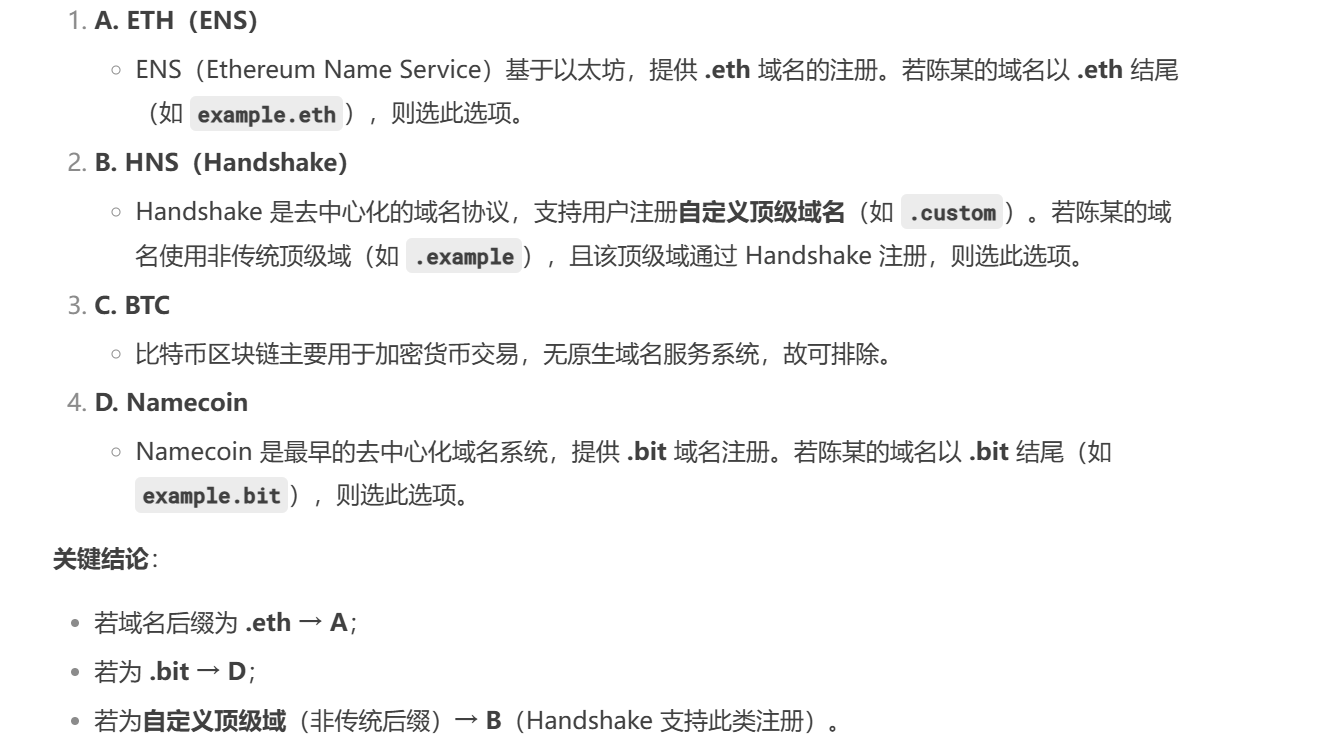 1. A. ETH（ENS）
○ ENS（Ethereum Name Service）基于以太坊，提供 .eth 域名的注册。若陈某的域名以 .eth 结尾
（如 example.eth），则选此选项。
2. B. HNS（Handshake）
○ Handshake 是去中心化的域名协议，支持用户注册自定义顶级域名（如 .custom）。若陈某的域
名使用非传统顶级域（如 .example），且该顶级域通过 Handshake 注册，则选此选项。
3. C. BTC
○ 比特币区块链主要用于加密货币交易，无原生域名服务系统，故可排除。
4. D. Namecoin
○ Namecoin 是最早的去中心化域名系统，提供 .bit 域名注册。若陈某的域名以 .bit 结尾（如
example.bit），则选此选项。
关键结论：
• 若域名后缀为 .eth → A；
• 若为 .bit → D；
• 若为自定义顶级域（非传统后缀）→ B（Handshake 支持此类注册）。